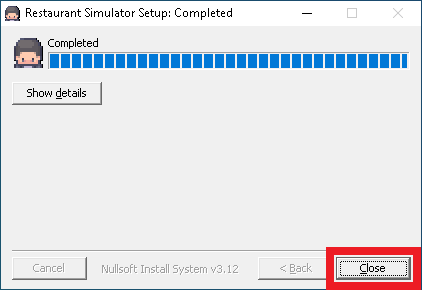 Restaurant Simulator Setup: Completed
Completed
Show details
Cancel
Nullsoft Install System v3.12
< Back
Close